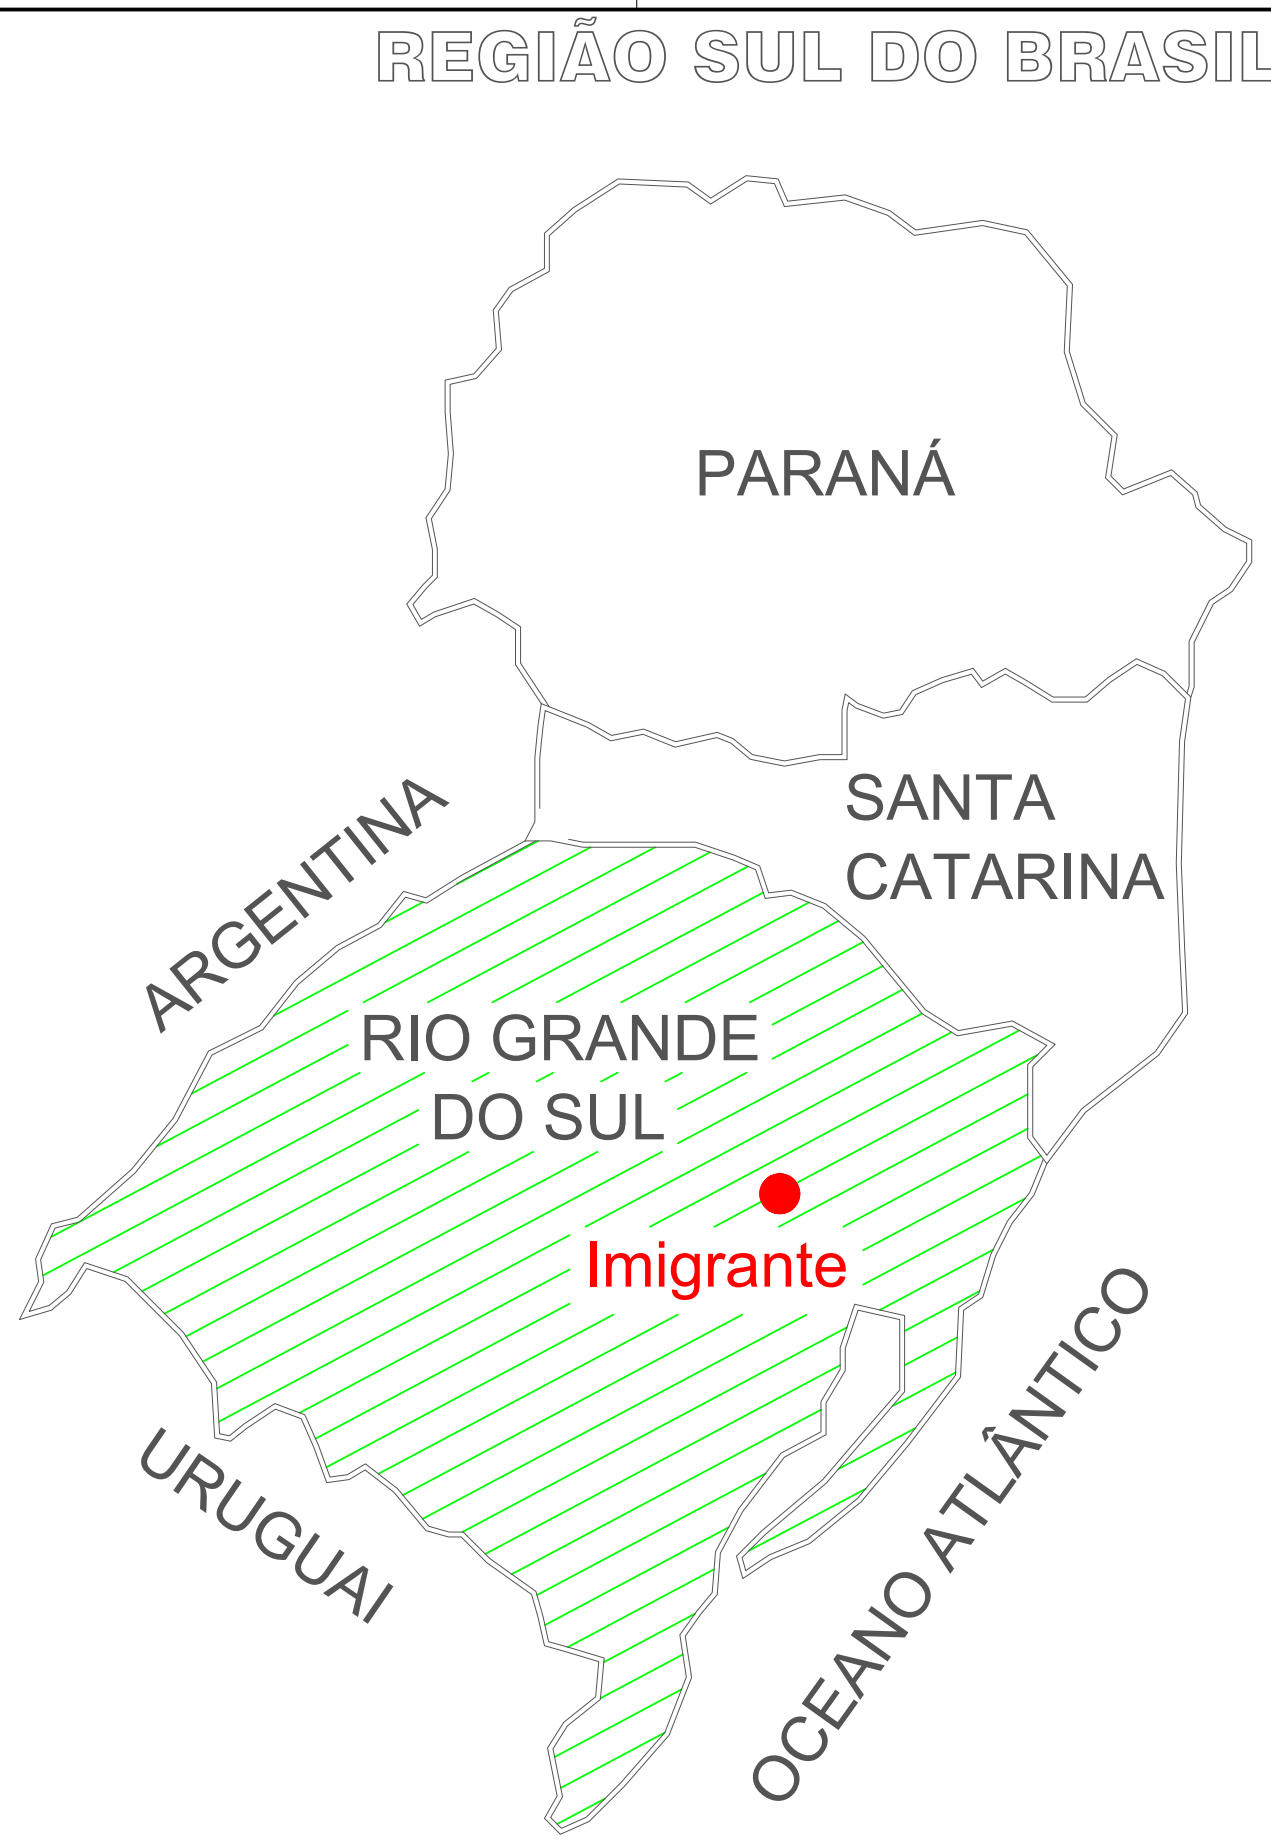 REGIÃO SUL DO BRASIL
PARANÁ
SANTA
CATARINA
ARGENTINA
RIO GRANDE
DO SUL
Imigrante
URUGUAI
OCEANO ATLÂNTICO